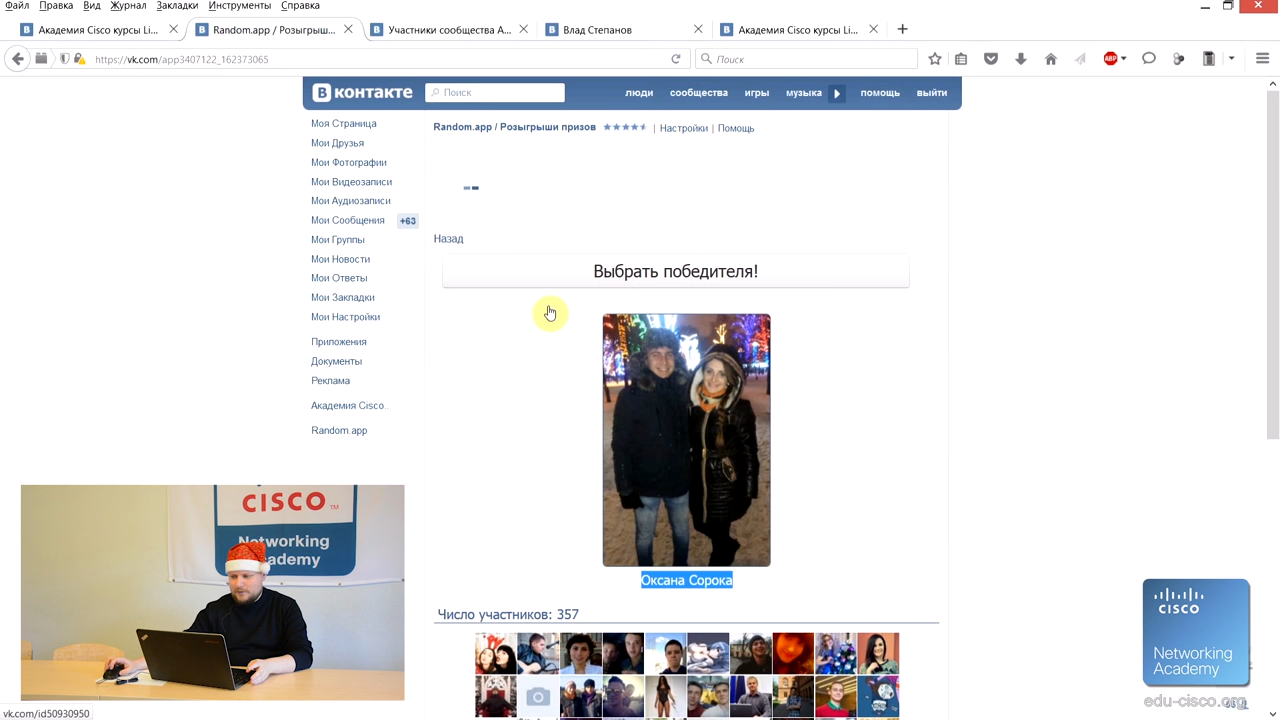 Файл Правка Вид Журнал Закладки Инструменты Справка
Академия Cisco курсы Li...
Random.app / Розыгрыш...
Участники сообщества А...
Влад Степанов
Академия Cisco курсы Li...
https://vk.com/app3407122_162373065
Поиск
ABP
В контакте
Поиск
люди сообщества игры музыка помощь выйти
Моя Страница
Мои Друзья
Мои Фотографии
Мои Видеозаписи
Мои Аудиозаписи
Мои Сообщения +63
Мои Группы
Мои Новости
Мои Ответы
Мои Закладки
Мои Настройки
Приложения
Документы
Реклама
Академия Cisco..
Random.app
Random.app / Розыгрыши призов | Настройки | Помощь
Назад
Выбрать победителя!
Оксана Сорока
Число участников: 357
CISCO TM
Networking
Academy
CISCO
Networking
Academy
edu-cisco.org
vk.com/id50930950